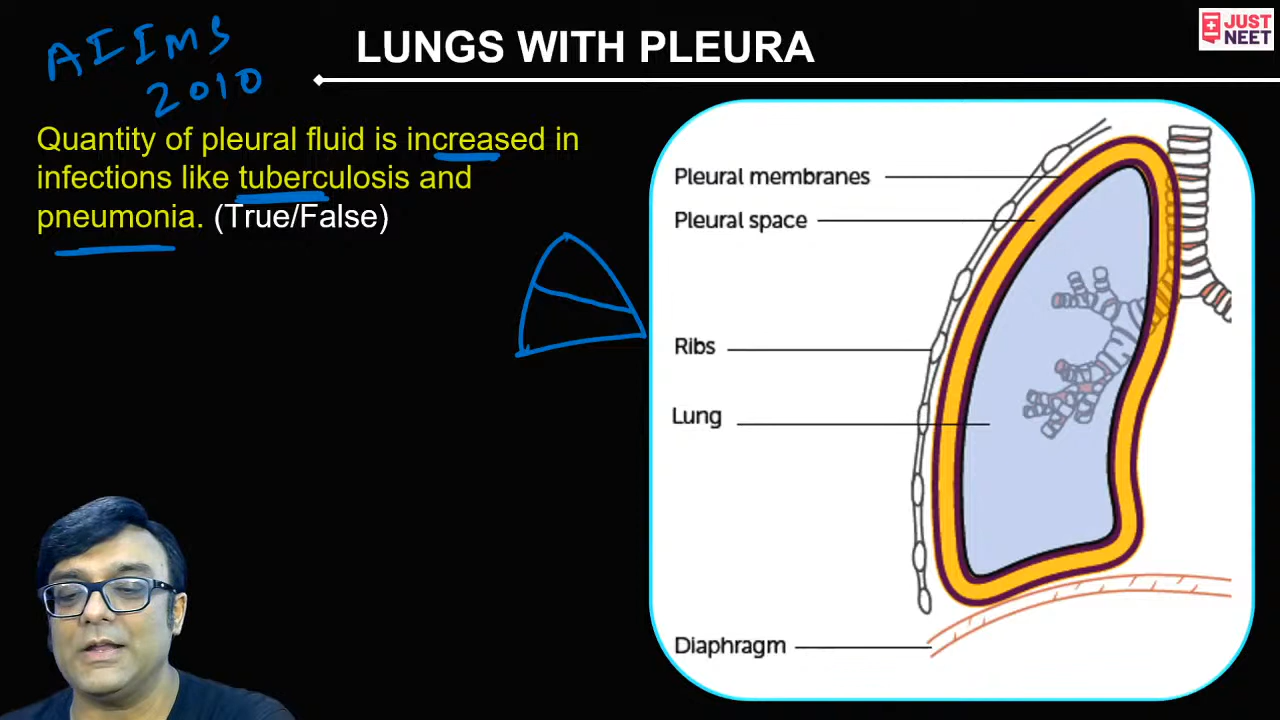 AIIMS
2010
LUNGS WITH PLEURA
JUST
NEET
Quantity of pleural fluid is increased in
infections like tuberculosis and
pneumonia. (True/False)
Pleural membranes
Pleural space
Ribs
Lung
Diaphragm